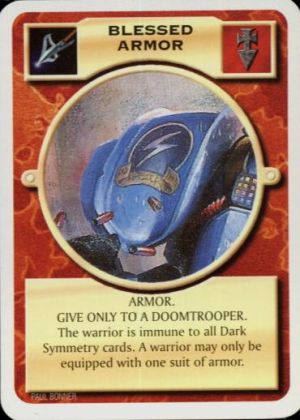 BLESSED
ARMOR
ARMOR.
GIVE ONLY TO A DOOMTROOPER.
The warrior is immune to all Dark
Symmetry cards. A warrior may only be
equipped with one suit of armor.
PAUL BONNER